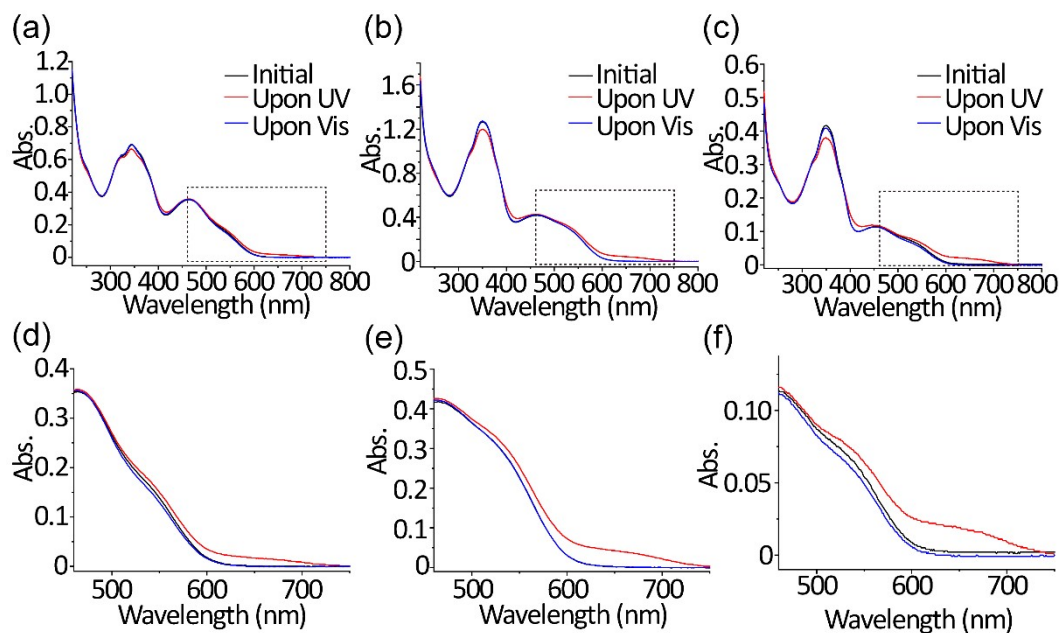 (a)
1.2
1.0
0.8
0.6
0.4
0.2
0
Abs.
Initial
Upon UV
Upon Vis
300 400 500 600 700 800
Wavelength (nm)
(b)
1.6
1.2
0.8
0.4
0
Abs.
Initial
Upon UV
Upon Vis
300 400 500 600 700 800
Wavelength (nm)
(c)
0.6
0.5
0.4
0.3
0.2
0.1
0
Abs.
Initial
Upon UV
Upon Vis
300 400 500 600 700 800
Wavelength (nm)
(d)
0.4
0.3
0.2
0.1
0
Abs.
500 600 700
Wavelength (nm)
(e)
0.5
0.4
0.3
0.2
0.1
0
Abs.
500 600 700
Wavelength (nm)
(f)
0.10
0.05
0
Abs.
500 600 700
Wavelength (nm)